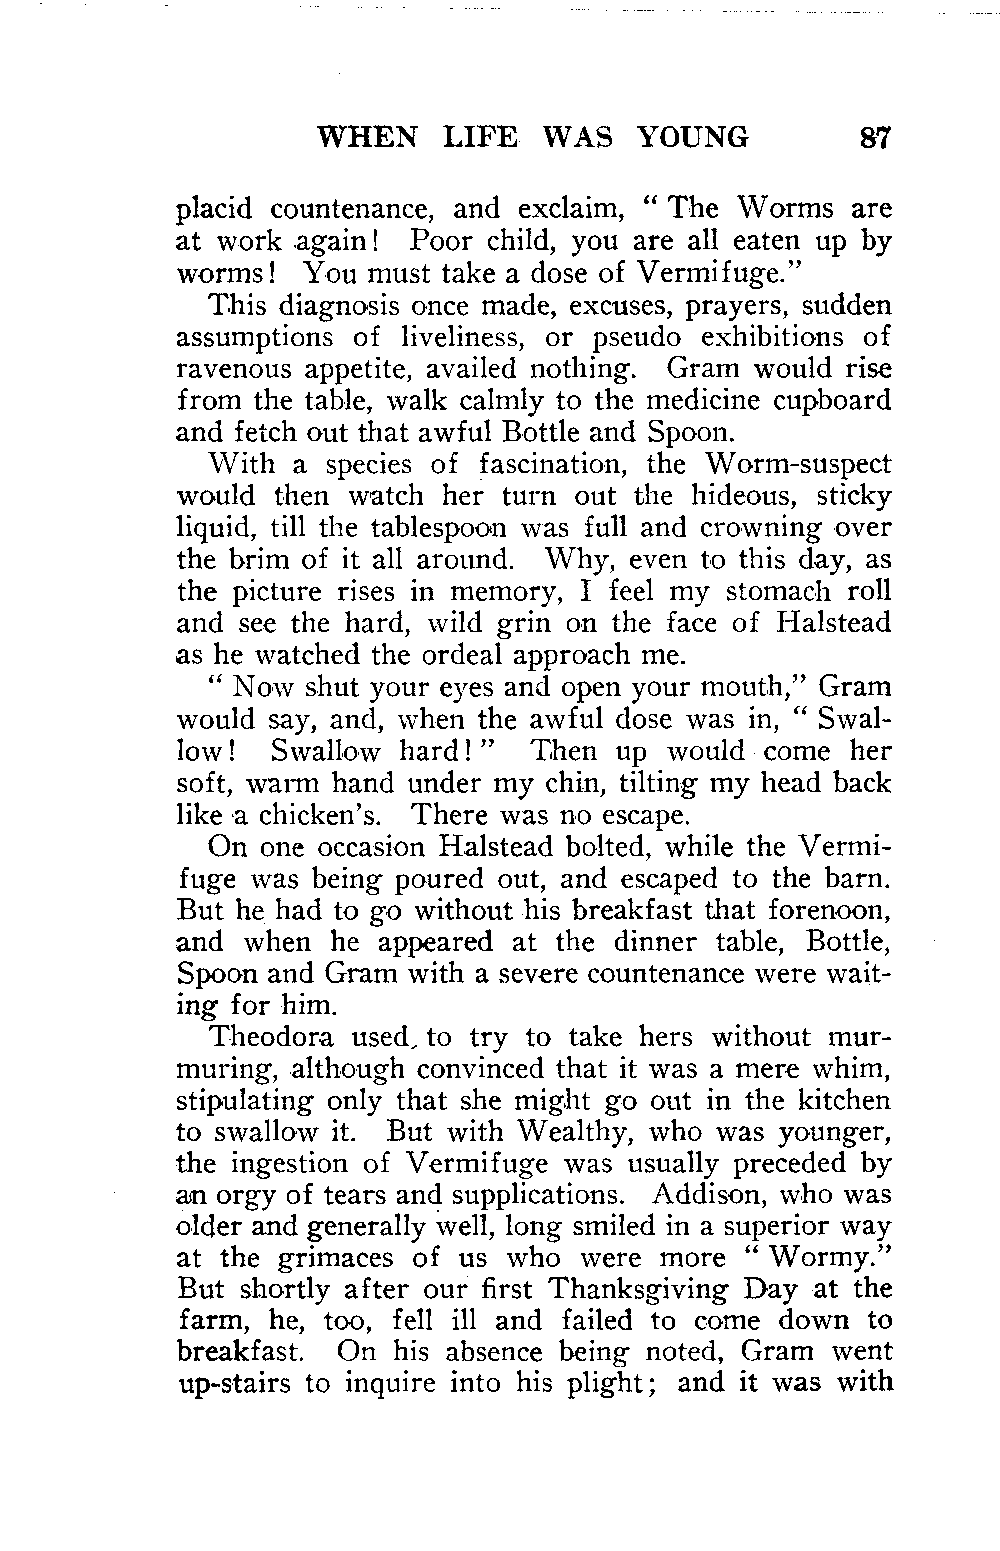 WHEN LIFE WAS YOUNG 87
placid countenance, and exclaim, “ The Worms are
at work again! Poor child, you are all eaten up by
worms! You must take a dose of Vermifuge.”
This diagnosis once made, excuses, prayers, sudden
assumptions of liveliness, or pseudo exhibitions of
ravenous appetite, availed nothing. Gram would rise
from the table, walk calmly to the medicine cupboard
and fetch out that awful Bottle and Spoon.
With a species of fascination, the Worm-suspect
would then watch her turn out the hideous, sticky
liquid, till the tablespoon was full and crowning over
the brim of it all around. Why, even to this day, as
the picture rises in memory, I feel my stomach roll
and see the hard, wild grin on the face of Halstead
as he watched the ordeal approach me.
“ Now shut your eyes and open your mouth,” Gram
would say, and, when the awful dose was in, “ Swal-
low! Swallow hard! ” Then up would come her
soft, warm hand under my chin, tilting my head back
like a chicken's. There was no escape.
On one occasion Halstead bolted, while the Vermi-
fuge was being poured out, and escaped to the barn.
But he had to go without his breakfast that forenoon,
and when he appeared at the dinner table, Bottle,
Spoon and Gram with a severe countenance were wait-
ing for him.
Theodora used to try to take hers without mur-
muring, although convinced that it was a mere whim,
stipulating only that she might go out in the kitchen
to swallow it. But with Wealthy, who was younger,
the ingestion of Vermifuge was usually preceded by
an orgy of tears and supplications. Addison, who was
older and generally well, long smiled in a superior way
at the grimaces of us who were more “ Wormy.”
But shortly after our first Thanksgiving Day at the
farm, he, too, fell ill and failed to come down to
breakfast. On his absence being noted, Gram went
up-stairs to inquire into his plight; and it was with